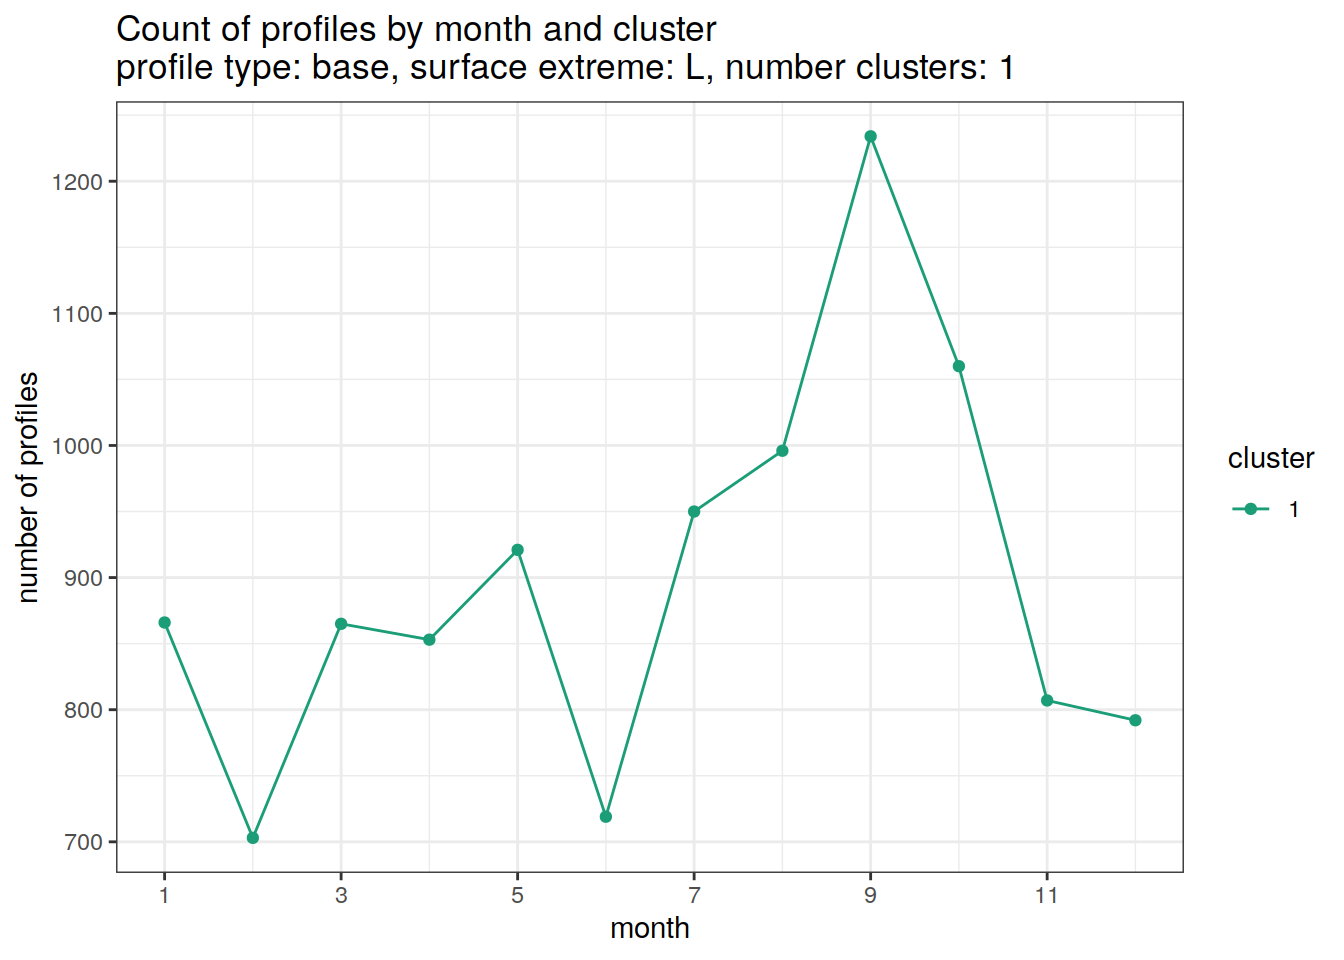 Count of profiles by month and cluster
profile type: base, surface extreme: L, number clusters: 1
1200
1100
1000
900
800
700
number of profiles
1 3 5 7 9 11
month
cluster
1